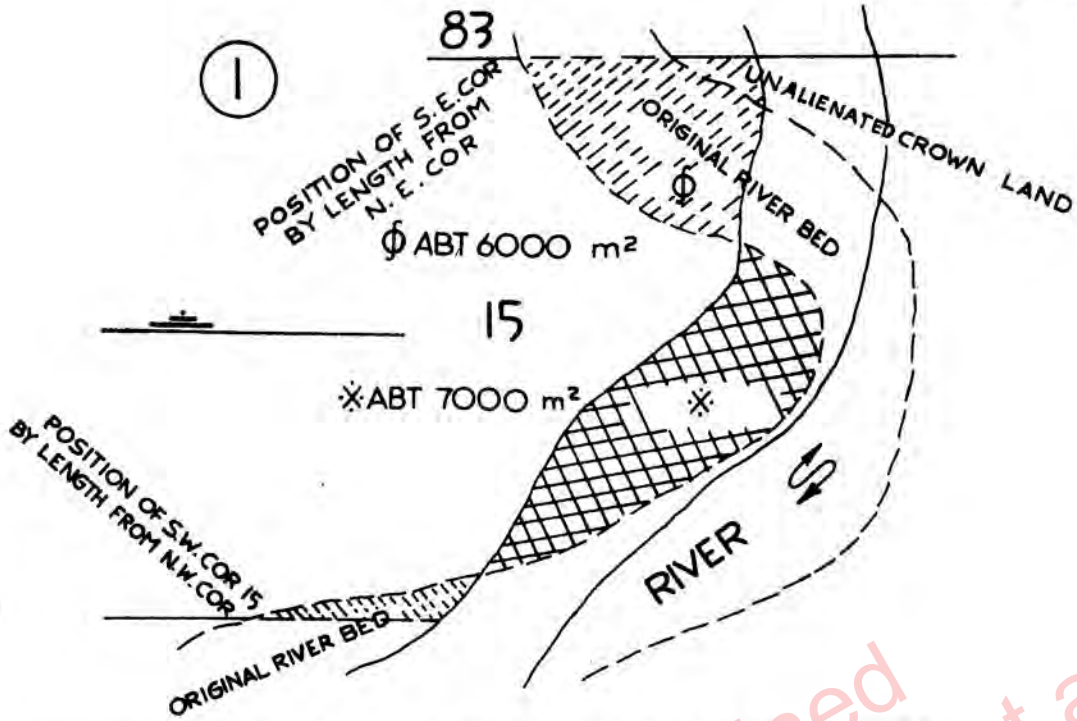 83
1
POSITION OF S.E.COR
BY LENGTH FROM
N.E.COR
UNALIENATED CROWN LAND
ORIGINAL RIVER BED
∮
∮ ABT 6000 m²
15
※ ABT 7000 m²
※
POSITION OF S.W.COR 15
BY LENGTH FROM N.W.COR
RIVER
ORIGINAL RIVER BED